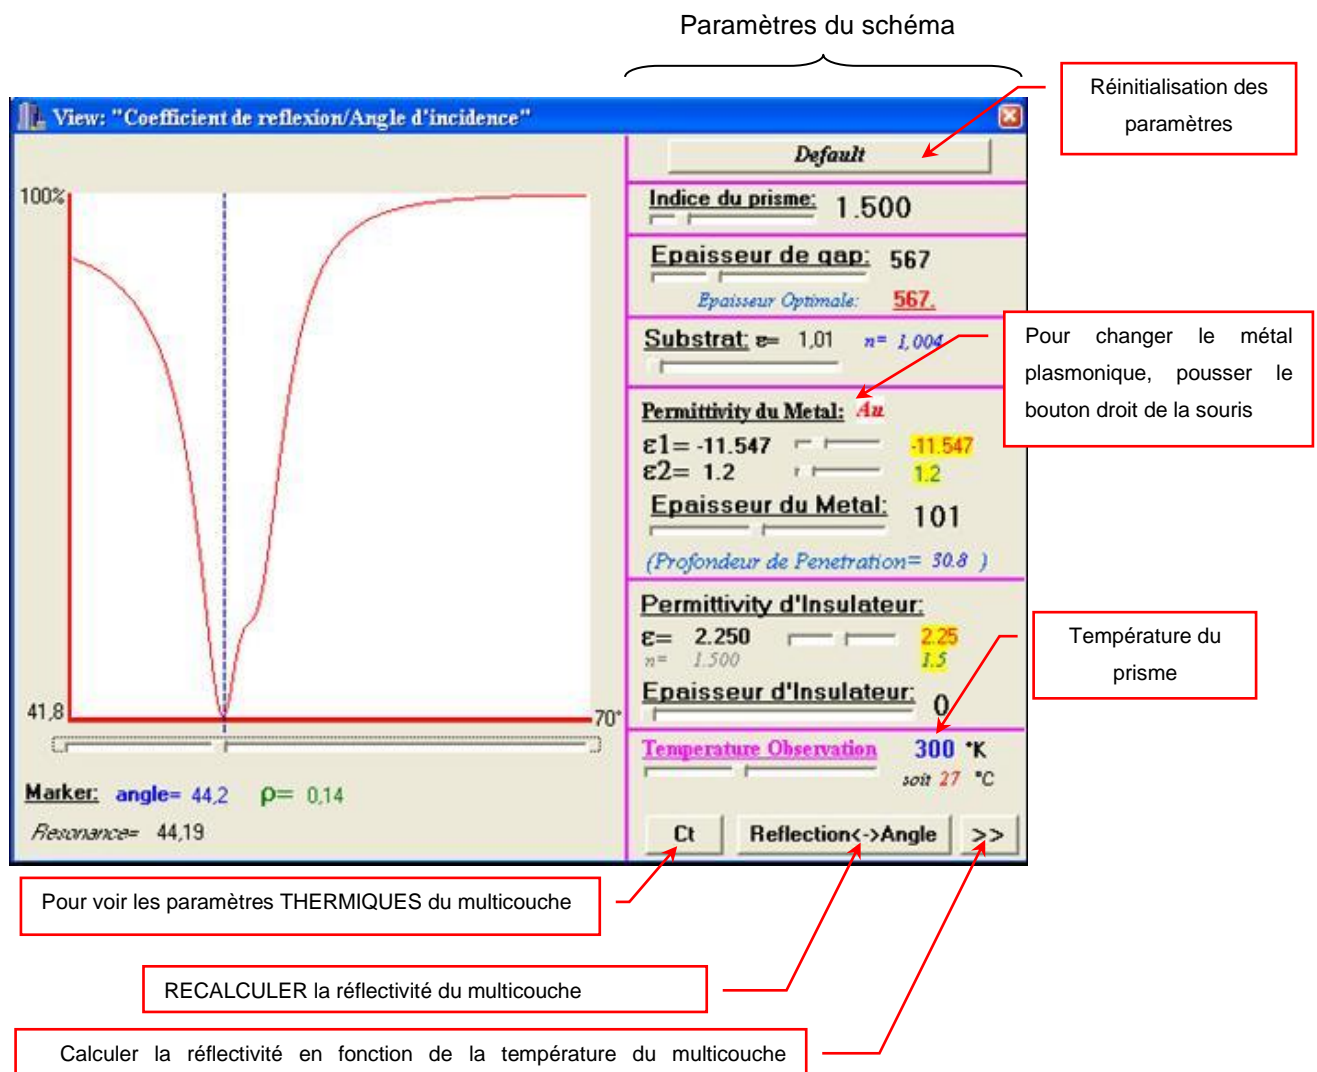 Paramètres du schéma
Réinitialisation des
paramètres
View: "Coefficient de reflexion/Angle d'incidence"
Default
100%
Indice du prisme: 1.500
Epaisseur de gap: 567
Epaisseur Optimale: 567.
Substrat: ε= 1,01 n= 1,004
Pour changer le métal
plasmonique, pousser le
bouton droit de la souris
Permittivity du Metal: Au
ε1= -11.547 -11.547
ε2= 1.2 1.2
Epaisseur du Metal: 101
(Profondeur de Penetration= 30.8 )
Permittivity d'Insulateur:
ε= 2.250 2.25
n= 1.500 1.5
Température du
prisme
Epaisseur d'Insulateur: 0
41,8 70°
Temperature Observation 300 °K
soit 27 °C
Marker: angle= 44,2 ρ= 0,14
Resonance= 44,19
Ct Reflection<->Angle >>
Pour voir les paramètres THERMIQUES du multicouche
RECALCULER la réflectivité du multicouche
Calculer la réflectivité en fonction de la température du multicouche